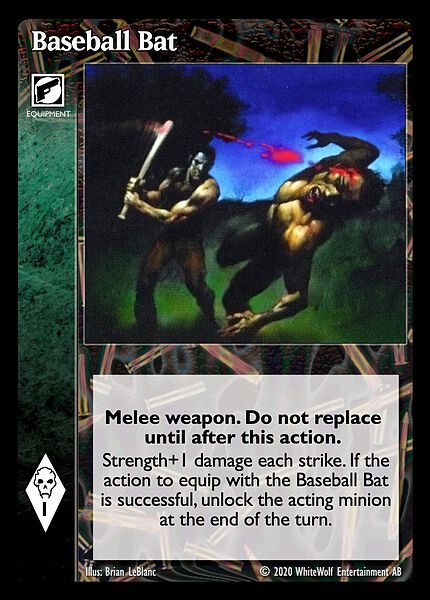 Baseball Bat
EQUIPMENT
Melee weapon. Do not replace
until after this action.
Strength+1 damage each strike. If the
action to equip with the Baseball Bat
is successful, unlock the acting minion
at the end of the turn.
1
Illus: Brian LeBlanc
© 2020 WhiteWolf Entertainment AB